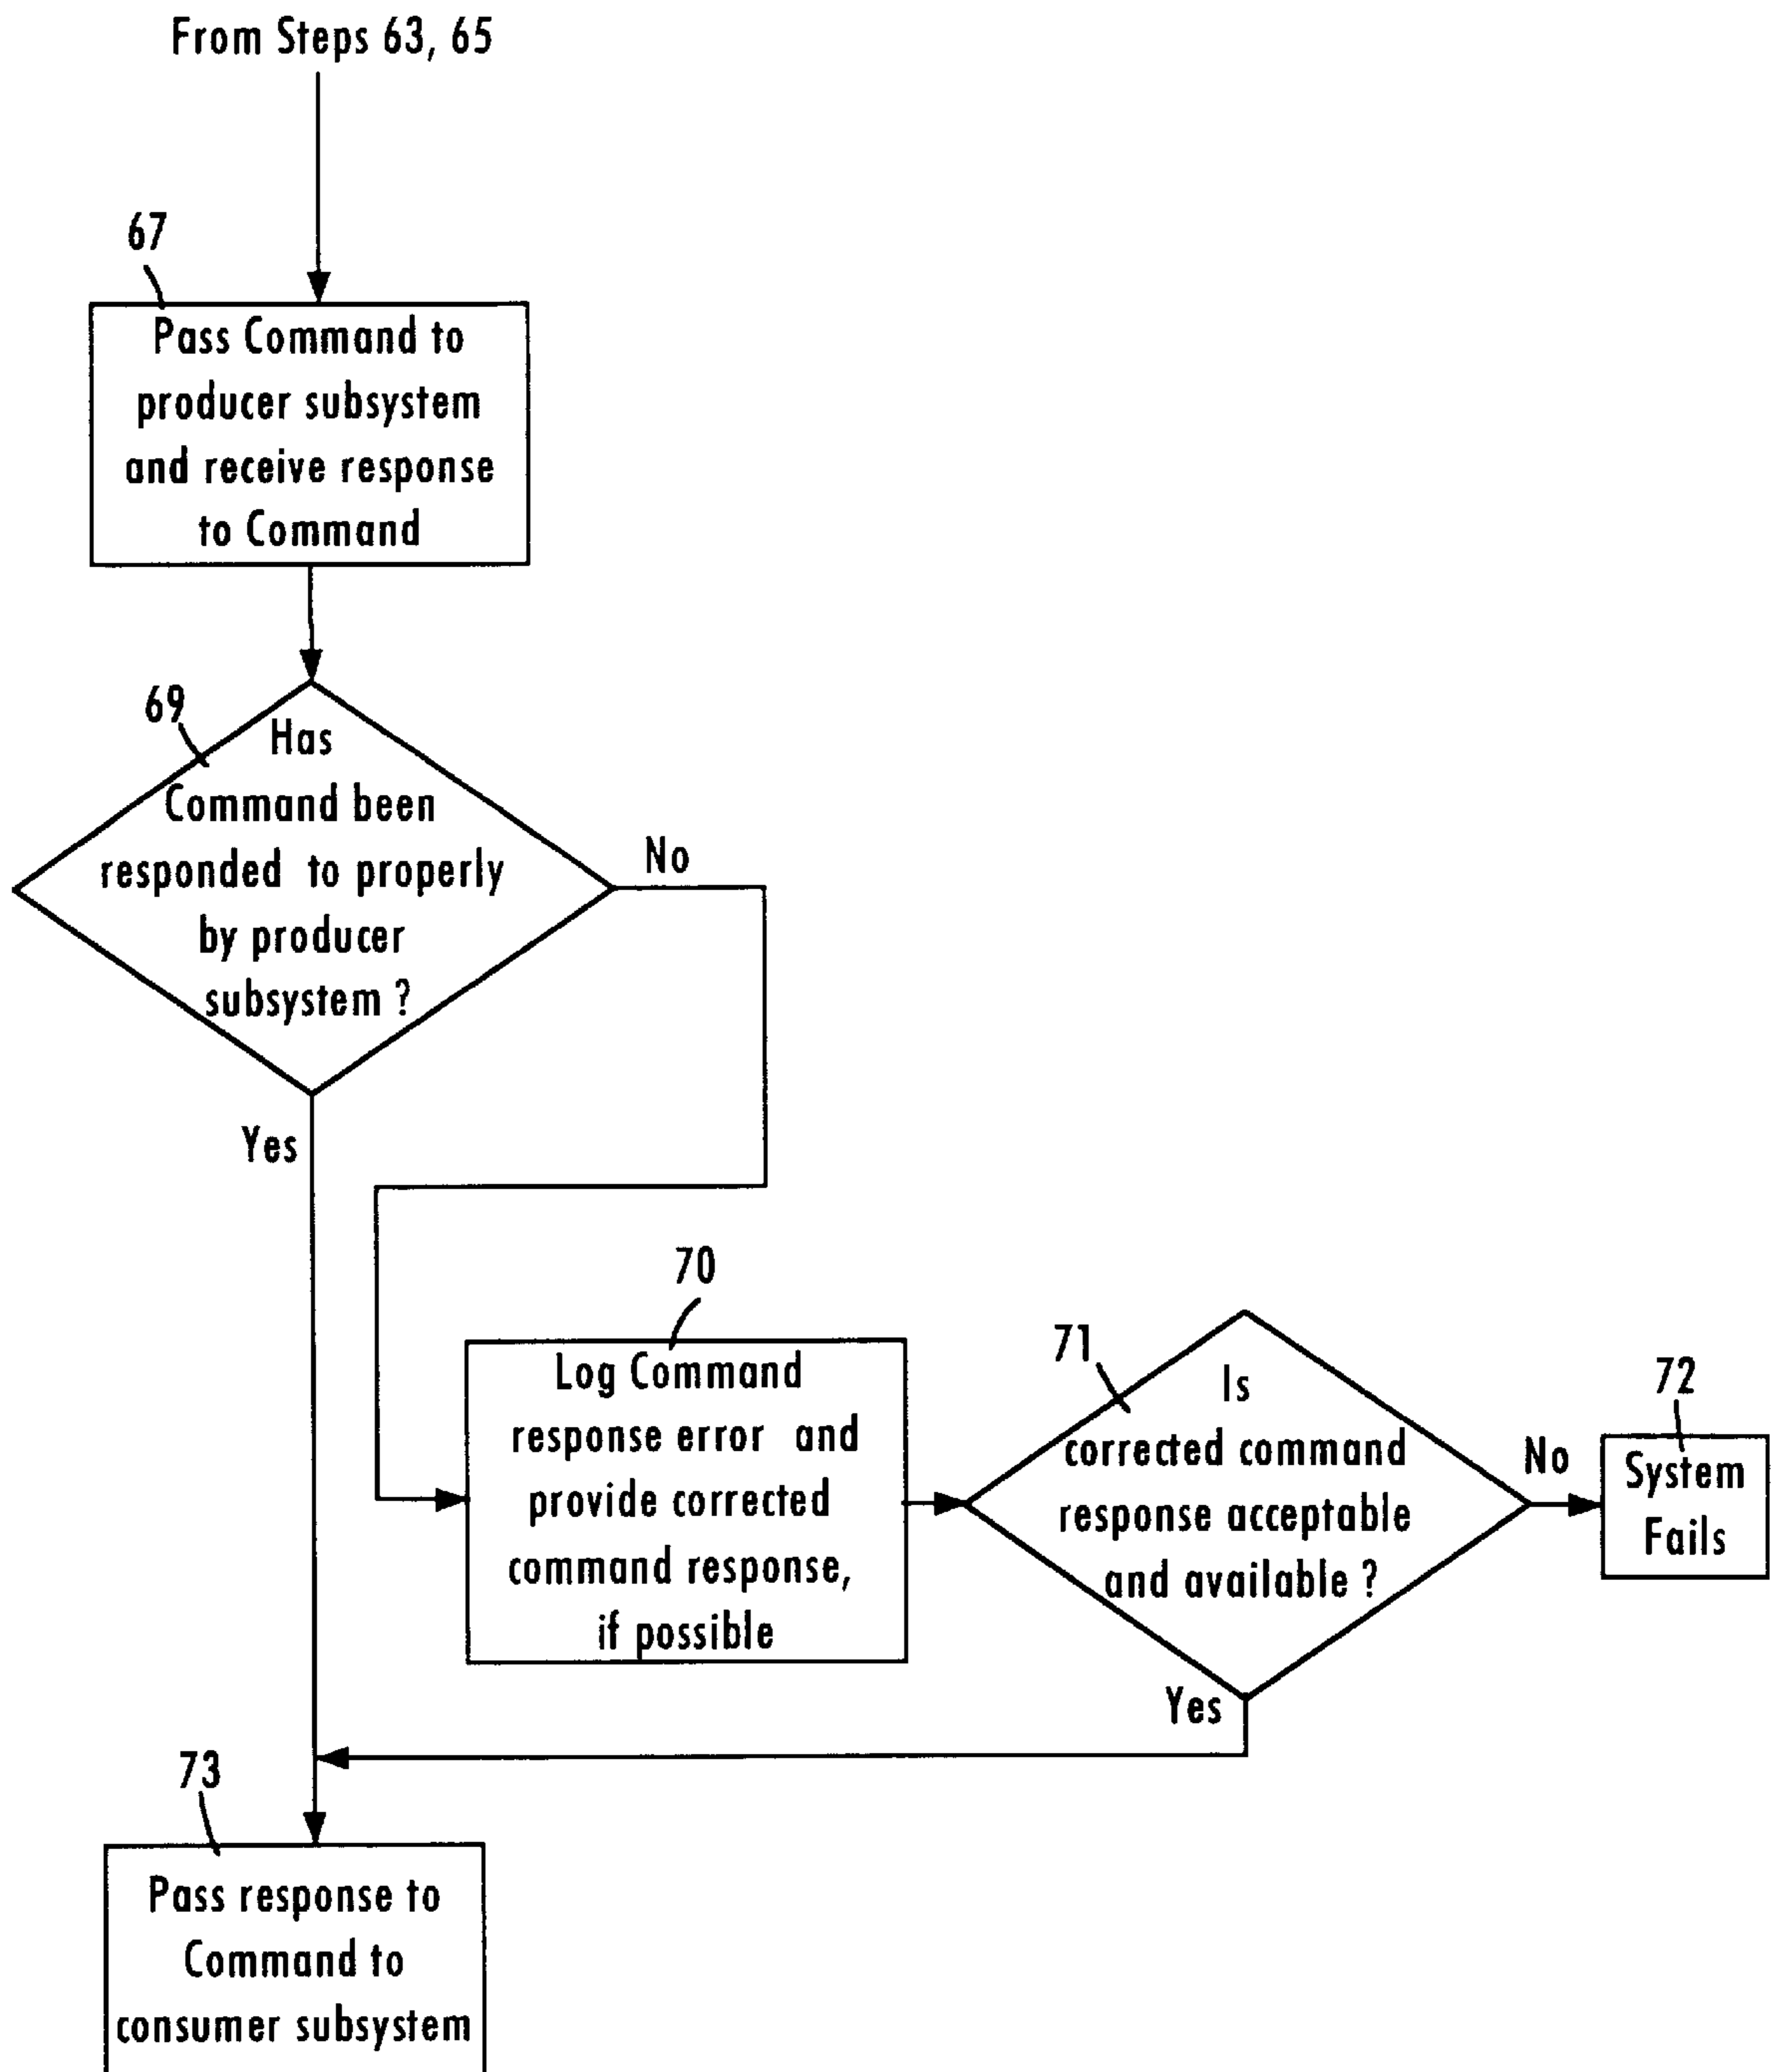 From Steps 63, 65
67
Pass Command to
producer subsystem
and receive response
to Command
69
Has
Command been
responded to properly
by producer
subsystem ?
No
Yes
70
Log Command
response error and
provide corrected
command response,
if possible
71
Is
corrected command
response acceptable
and available ?
No
72
System
Fails
Yes
73
Pass response to
Command to
consumer subsystem